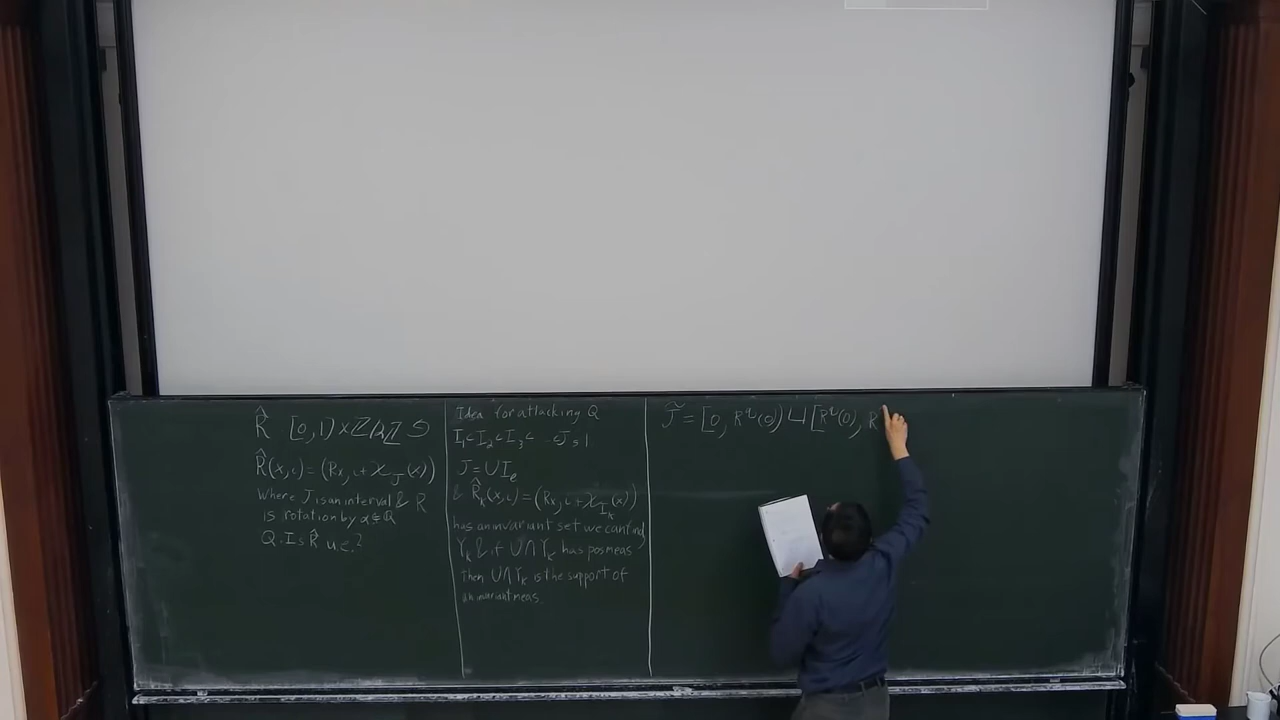 R̂ [0,1) x ℤ/2ℤ
R̂(x,i) = (Rx, i + χ_J(x))
where J is an interval & R
is rotation by α ∉ ℚ
Q. Is R̂ u.e.?
Idea for attacking Q
I₁ ⊂ I₂ ⊂ I₃ ⊂
J = ∪ I_ℓ
& R̂_k(x,i) = (Rx, i + χ_{I_k}(x))
has an invariant set we can find
Y_k & if ∪∩Y_k has pos meas
then ∪∩Y_k is the support of
an invariant meas.
J̃ = [0, R (0)) ⊔ [R (0), R